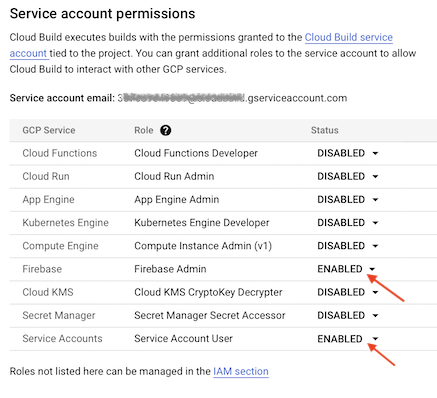 Service account permissions
Cloud Build executes builds with the permissions granted to the Cloud Build service
account tied to the project. You can grant additional roles to the service account to allow
Cloud Build to interact with other GCP services.
Service account email: .gserviceaccount.com
GCP Service Role ? Status
Cloud Functions Cloud Functions Developer DISABLED
Cloud Run Cloud Run Admin DISABLED
App Engine App Engine Admin DISABLED
Kubernetes Engine Kubernetes Engine Developer DISABLED
Compute Engine Compute Instance Admin (v1) DISABLED
Firebase Firebase Admin ENABLED
Cloud KMS Cloud KMS CryptoKey Decrypter DISABLED
Secret Manager Secret Manager Secret Accessor DISABLED
Service Accounts Service Account User ENABLED
Roles not listed here can be managed in the IAM section